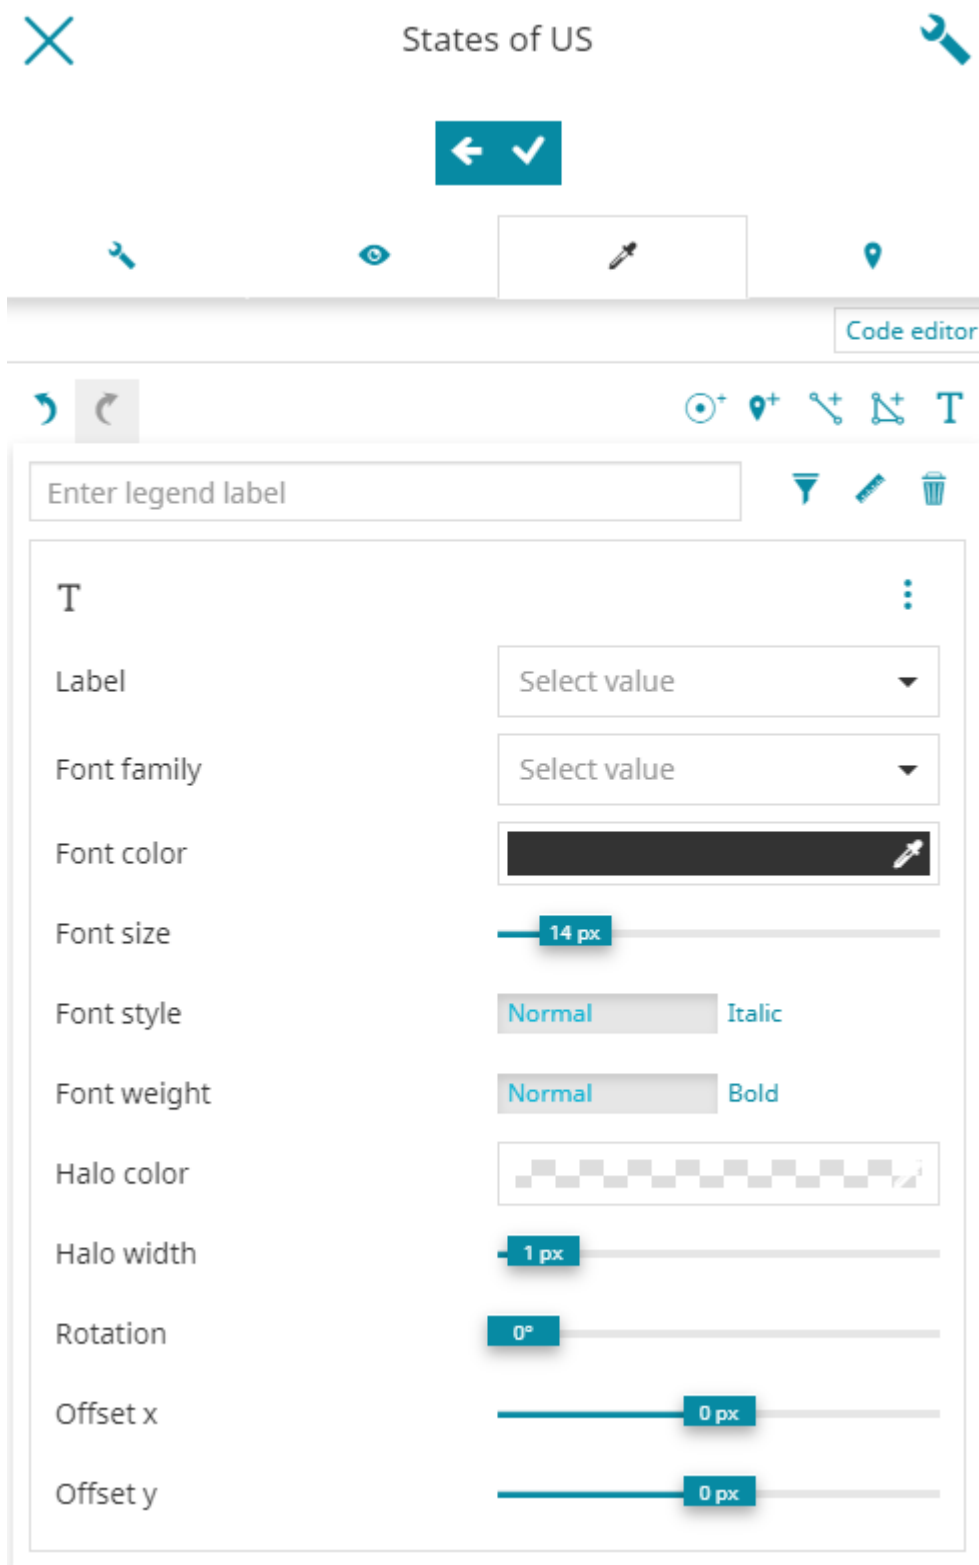 States of US
Code editor
T
Enter legend label
T
Label Select value
Font family Select value
Font color
Font size 14 px
Font style Normal Italic
Font weight Normal Bold
Halo color
Halo width 1 px
Rotation 0°
Offset x 0 px
Offset y 0 px